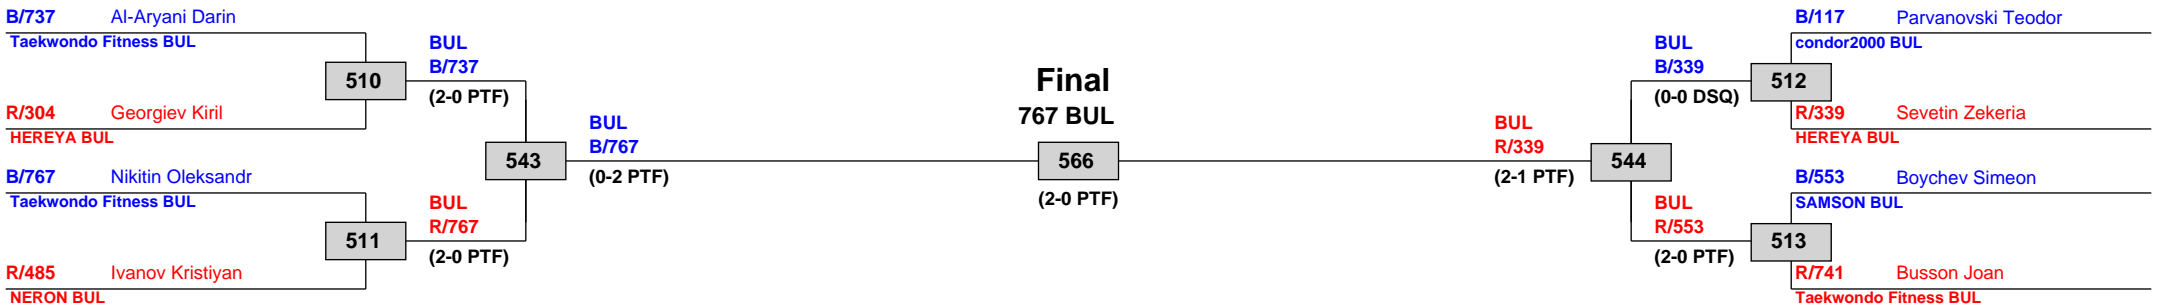 B/737 Al-Aryani Darin
Taekwondo Fitness BUL
510
R/304 Georgiev Kiril
HEREYA BUL
B/767 Nikitin Oleksandr
Taekwondo Fitness BUL
511
R/485 Ivanov Kristiyan
NERON BUL
BUL
B/737
(2-0 PTF)
543
BUL
R/767
(2-0 PTF)
BUL
B/767
(0-2 PTF)
Final
767 BUL
566
(2-0 PTF)
BUL
R/339
(2-1 PTF)
544
BUL
B/339
(0-0 DSQ)
BUL
R/553
(2-0 PTF)
B/117 Parvanovski Teodor
condor2000 BUL
512
R/339 Sevetin Zekeria
HEREYA BUL
B/553 Boychev Simeon
SAMSON BUL
513
R/741 Busson Joan
Taekwondo Fitness BUL